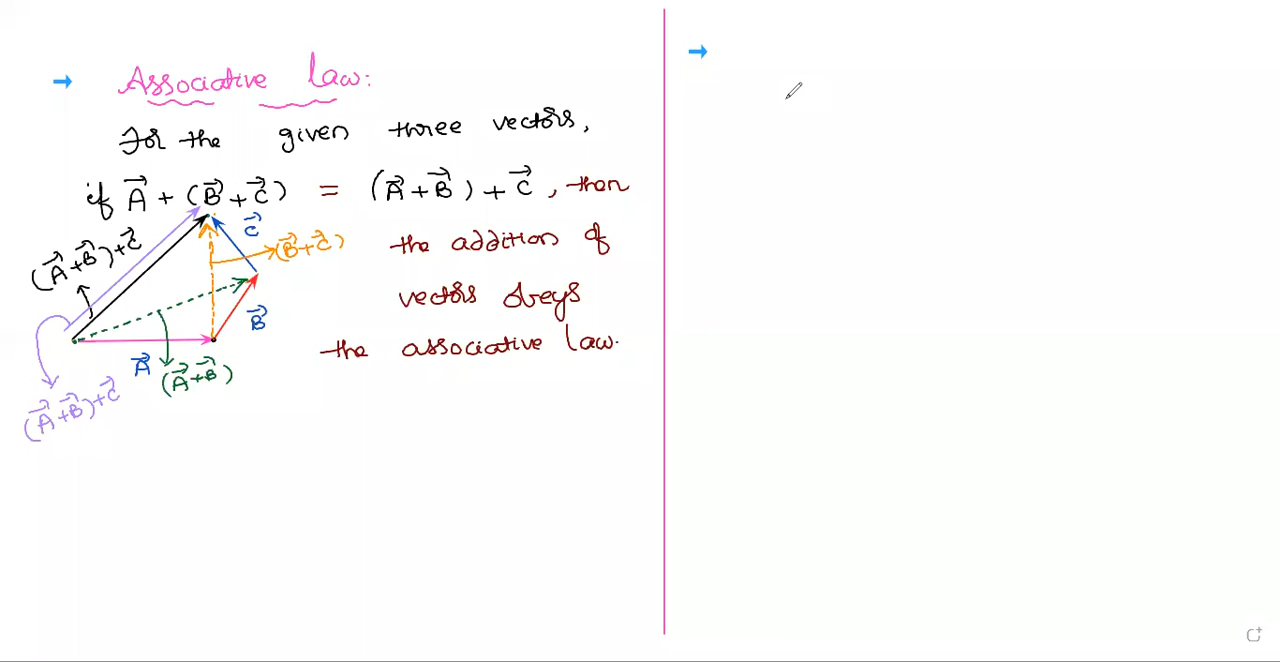 → Associative law:
For the given three vectors,
if A⃗ + (B⃗ + C⃗) = (A⃗ + B⃗) + C⃗, then
the addition of
vectors obeys
the associative law.
(A⃗+B⃗)+C⃗
C⃗
(B⃗+C⃗)
B⃗
A⃗
(A⃗+B⃗)
(A⃗+B⃗)+C⃗
→